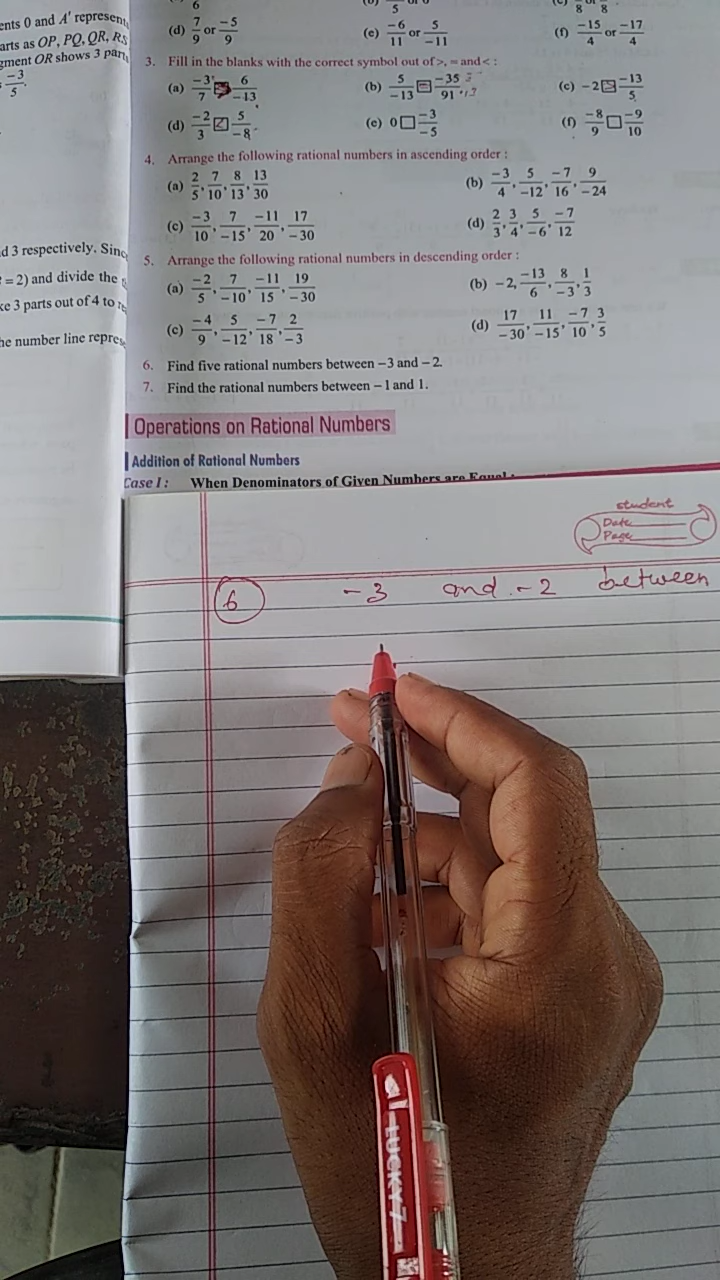 ents 0 and A' represent
arts as OP, PQ, QR, RS
gment OR shows 3 part
-3/5
d 3 respectively. Sinc
= 2) and divide the
ke 3 parts out of 4 to
he number line repres
(d) 7/9 or -5/9 (e) -6/11 or 5/-11 (f) -15/4 or -17/4
3. Fill in the blanks with the correct symbol out of >, = and < :
(a) -3/7 6/-13 (b) 5/-13 = -35/91 (c) -2 -13/5
(d) -2/3 5/-8 (e) 0 □ -3/-5 (f) -8/9 □ -9/10
4. Arrange the following rational numbers in ascending order :
(a) 2/5, 7/10, 8/13, 13/30 (b) -3/4, 5/-12, -7/16, 9/-24
(c) -3/10, 7/-15, -11/20, 17/-30 (d) 2/3, 3/4, 5/-6, -7/12
5. Arrange the following rational numbers in descending order :
(a) -2/5, 7/-10, -11/15, 19/-30 (b) -2, -13/6, 8/-3, 1/3
(c) -4/9, 5/-12, -7/18, 2/-3 (d) 17/-30, 11/-15, -7/10, 3/5
6. Find five rational numbers between -3 and -2.
7. Find the rational numbers between -1 and 1.
Operations on Rational Numbers
Addition of Rational Numbers
Case 1: When Denominators of Given Numbers are Equal :
student
Date
Page
6 -3 and -2 between
LUCKY 7